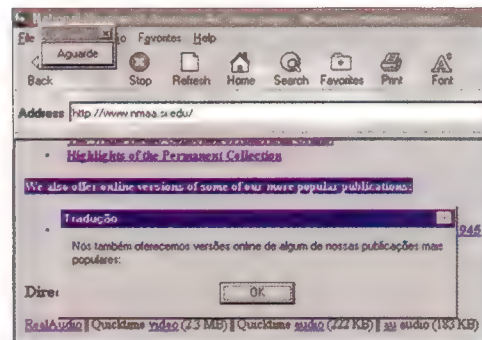 File
Favorites Help
Aguarde
Back Stop Refresh Home Search Favorites Print Font
Address http://www.nmaa.si.edu/
• Highlights of the Permanent Collection
We also offer online versions of some of our more popular publications:
Tradução
945
Nós também oferecemos versões online de algum de nossas publicações mais
populares:
OK
RealAudio || Quicktime video (2.3 MB) || Quicktime audio (222 KB) || au audio (183 KB)